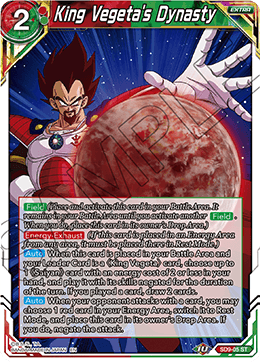 2
King Vegeta's Dynasty
EXTRA
Field (Place and activate this card in your Battle Area. It
remains in your Battle Area until you activate another Field.
When you do, place this card in its owner's Drop Area.)
Energy-Exhaust (If this card is placed in an Energy Area
from any area, it must be placed there in Rest Mode.)
Auto When this card is placed in your Battle Area and
your Leader Card is a {King Vegeta} card, choose up to
1 《Saiyan》 card with an energy cost of 2 or less in your
hand, and play it with its skills negated for the duration
of the turn. If you played a card, draw 2 cards.
Auto When your opponent attacks with a card, you may
choose 1 red card in your Energy Area, switch it to Rest
Mode, and place this card in its owner's Drop Area. If
you do, negate the attack.
SD9-05 ST